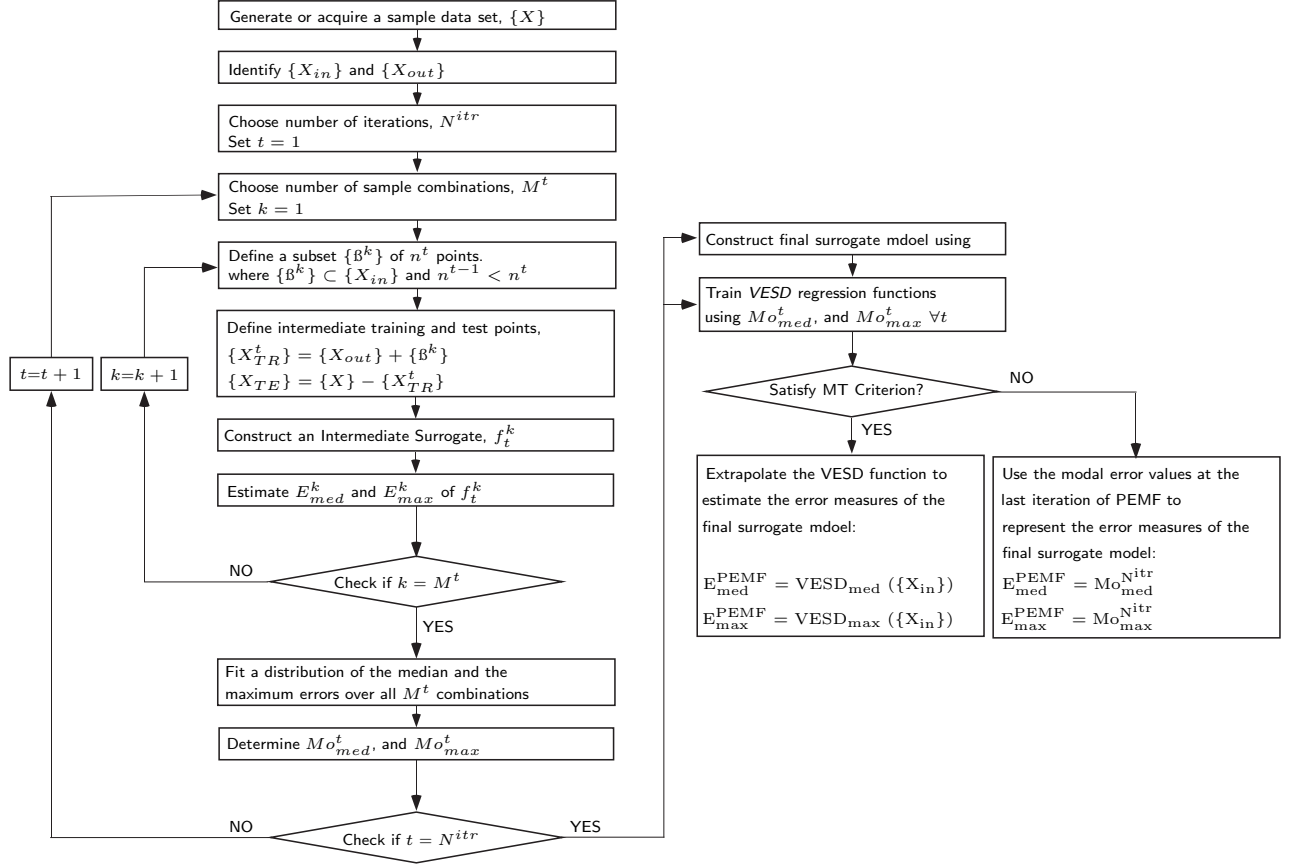 Generate or acquire a sample data set, {X}
Identify {X_in} and {X_out}
Choose number of iterations, N^itr
Set t = 1
Choose number of sample combinations, M^t
Set k = 1
Define a subset {ß^k} of n^t points.
where {ß^k} ⊂ {X_in} and n^t−1 < n^t
Define intermediate training and test points,
{X^t_TR} = {X_out} + {ß^k}
{X_TE} = {X} − {X^t_TR}
t=t + 1
k=k + 1
Construct an Intermediate Surrogate, f^k_t
Estimate E^k_med and E^k_max of f^k_t
NO
Check if k = M^t
YES
Fit a distribution of the median and the
maximum errors over all M^t combinations
Determine Mo^t_med, and Mo^t_max
NO
Check if t = N^itr
YES
Construct final surrogate mdoel using
Train VESD regression functions
using Mo^t_med, and Mo^t_max ∀t
Satisfy MT Criterion?
NO
YES
Extrapolate the VESD function to
estimate the error measures of the
final surrogate mdoel:
E^PEMF_med = VESD_med ({X_in})
E^PEMF_max = VESD_max ({X_in})
Use the modal error values at the
last iteration of PEMF to
represent the error measures of the
final surrogate model:
E^PEMF_med = Mo^N^itr_med
E^PEMF_max = Mo^N^itr_max